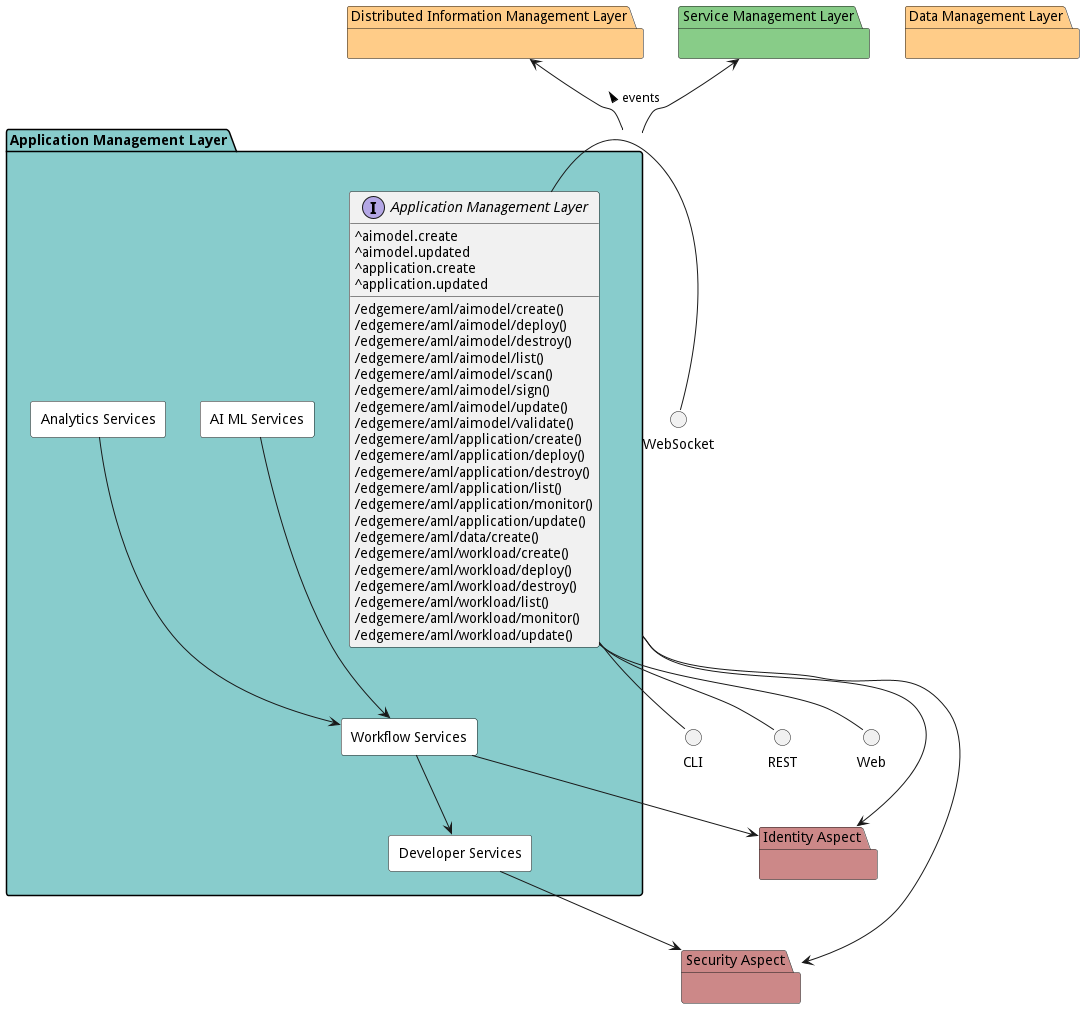 Distributed Information Management Layer
Service Management Layer
Data Management Layer
events
Application Management Layer
I
Application Management Layer
^aimodel.create
^aimodel.updated
^application.create
^application.updated
/edgemere/aml/aimodel/create()
/edgemere/aml/aimodel/deploy()
/edgemere/aml/aimodel/destroy()
/edgemere/aml/aimodel/list()
/edgemere/aml/aimodel/scan()
/edgemere/aml/aimodel/sign()
/edgemere/aml/aimodel/update()
/edgemere/aml/aimodel/validate()
/edgemere/aml/application/create()
/edgemere/aml/application/deploy()
/edgemere/aml/application/destroy()
/edgemere/aml/application/list()
/edgemere/aml/application/monitor()
/edgemere/aml/application/update()
/edgemere/aml/data/create()
/edgemere/aml/workload/create()
/edgemere/aml/workload/deploy()
/edgemere/aml/workload/destroy()
/edgemere/aml/workload/list()
/edgemere/aml/workload/monitor()
/edgemere/aml/workload/update()
Analytics Services
AI ML Services
WebSocket
Workflow Services
CLI
REST
Web
Developer Services
Identity Aspect
Security Aspect